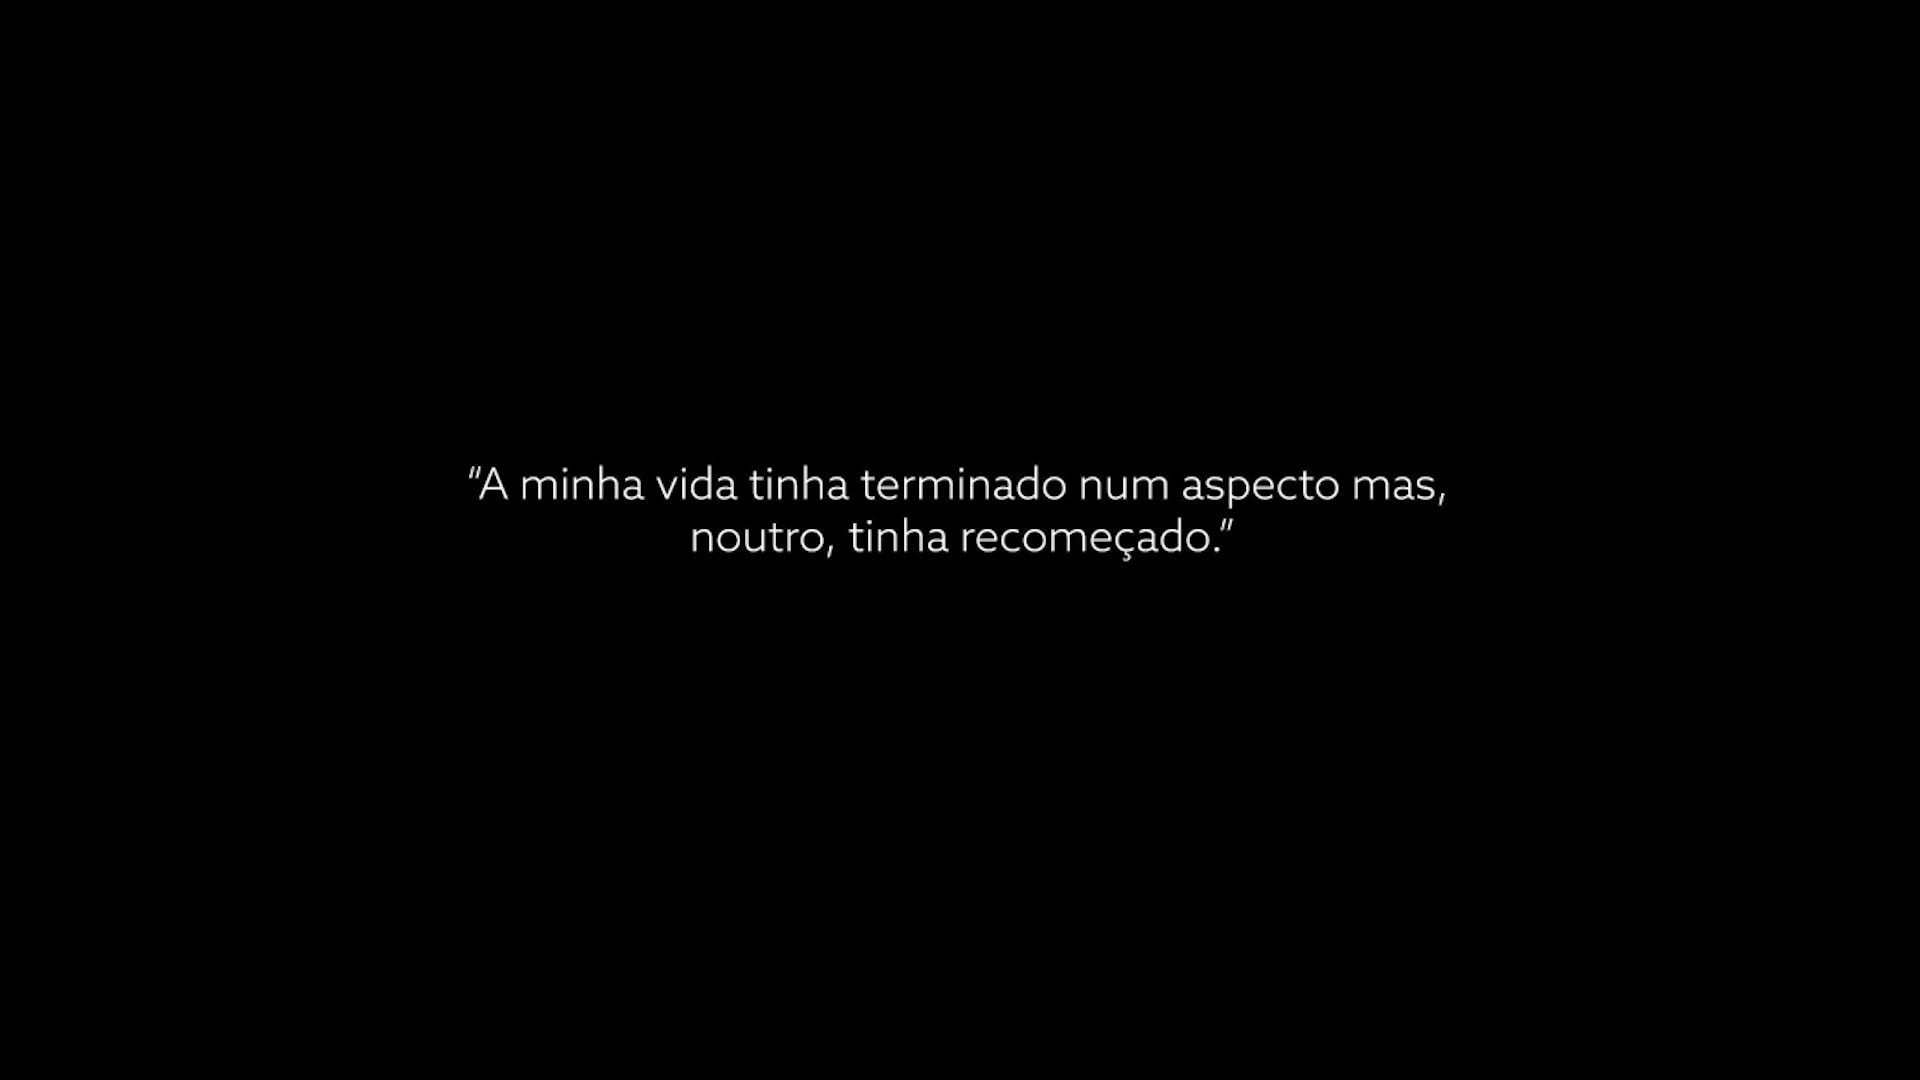 “A minha vida tinha terminado num aspecto mas,
noutro, tinha recomeçado.”